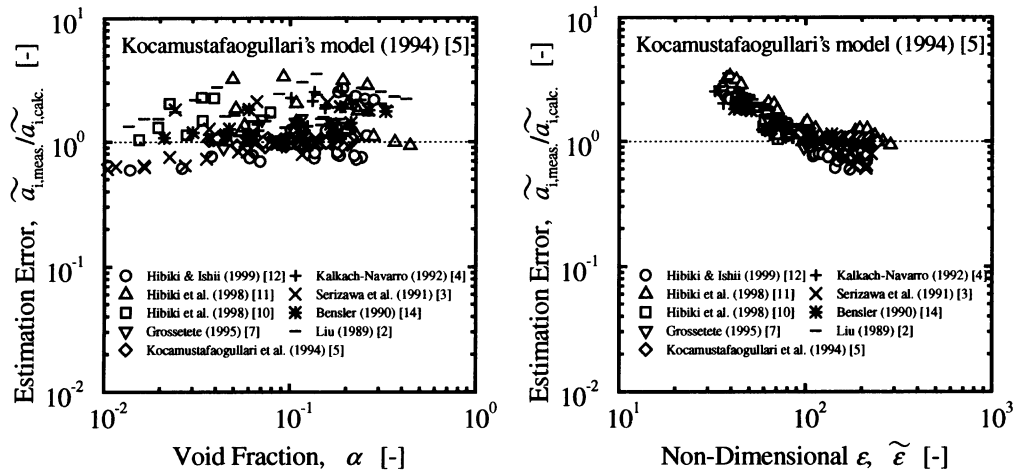 Kocamustafaogullari's model (1994) [5]
Estimation Error, ãi,meas./ãi,calc. [-]
10^1
10^0
10^-1
10^-2
○ Hibiki & Ishii (1999) [12] + Kalkach-Navarro (1992) [4]
△ Hibiki et al. (1998) [11] × Serizawa et al. (1991) [3]
□ Hibiki et al. (1998) [10] ✳ Bensler (1990) [14]
▽ Grossetete (1995) [7] – Liu (1989) [2]
◇ Kocamustafaogullari et al. (1994) [5]
10^-2 10^-1 10^0
Void Fraction, α [-]
Kocamustafaogullari's model (1994) [5]
Estimation Error, ãi,meas./ãi,calc. [-]
10^1
10^0
10^-1
10^-2
○ Hibiki & Ishii (1999) [12] + Kalkach-Navarro (1992) [4]
△ Hibiki et al. (1998) [11] × Serizawa et al. (1991) [3]
□ Hibiki et al. (1998) [10] ✳ Bensler (1990) [14]
▽ Grossetete (1995) [7] – Liu (1989) [2]
◇ Kocamustafaogullari et al. (1994) [5]
10^1 10^2 10^3
Non-Dimensional ε, ε̃ [-]